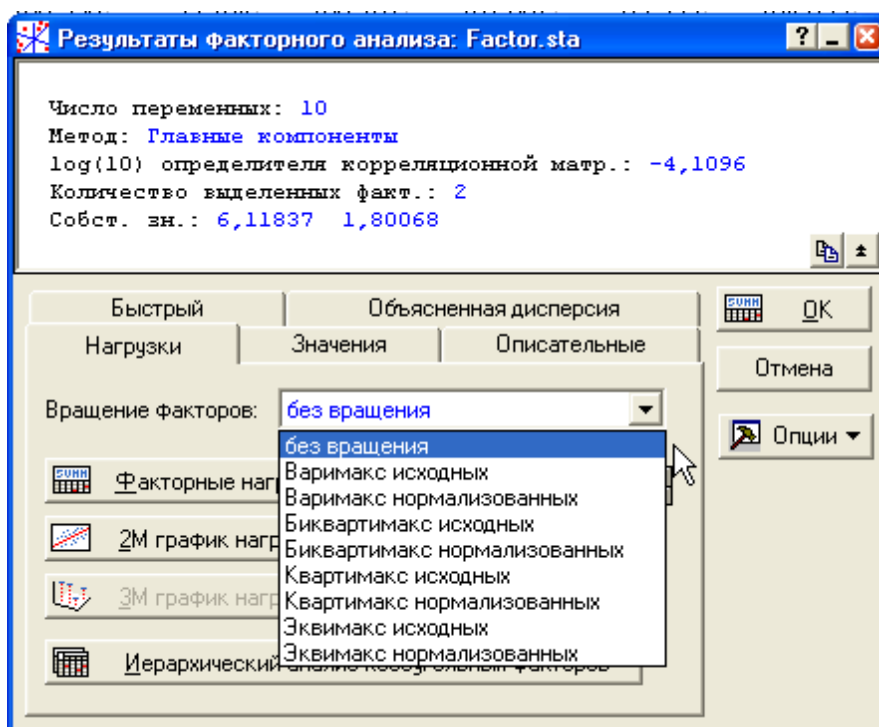 Результаты факторного анализа: Factor.sta
Число переменных: 10
Метод: Главные компоненты
log(10) определителя корреляционной матр.: -4,1096
Количество выделенных факт.: 2
Собст. зн.: 6,11837 1,80068
Быстрый Объясненная дисперсия
Нагрузки Значения Описательные
OK
Отмена
Опции
Вращение факторов: без вращения
без вращения
Варимакс исходных
Варимакс нормализованных
Биквартимакс исходных
Биквартимакс нормализованных
Квартимакс исходных
Квартимакс нормализованных
Эквимакс исходных
Эквимакс нормализованных
Факторные наг
2М график нагр
3М график нагр
Иерархический